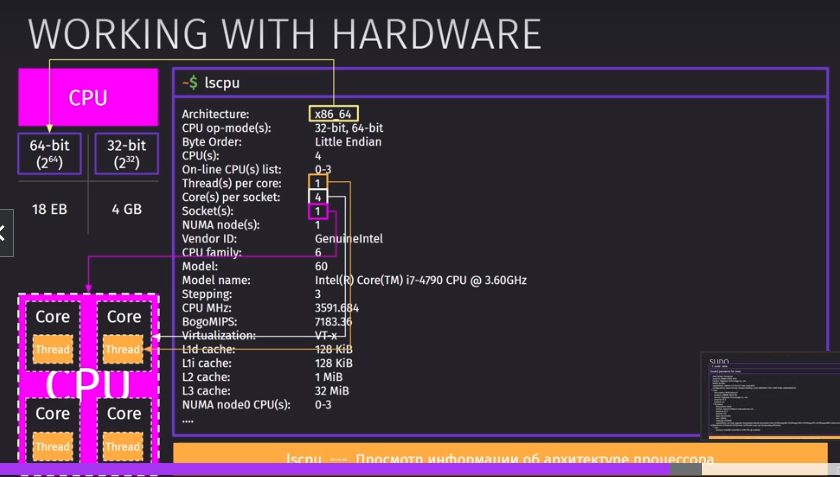 WORKING WITH HARDWARE
CPU
64-bit
(2⁶⁴)
32-bit
(2³²)
18 EB
4 GB
~$ lscpu
Architecture: x86_64
CPU op-mode(s): 32-bit, 64-bit
Byte Order: Little Endian
CPU(s): 4
On-line CPU(s) list: 0-3
Thread(s) per core: 1
Core(s) per socket: 4
Socket(s): 1
NUMA node(s): 1
Vendor ID: GenuineIntel
CPU family: 6
Model: 60
Model name: Intel(R) Core(TM) i7-4790 CPU @ 3.60GHz
Stepping: 3
CPU MHz: 3591.684
BogoMIPS: 7183.36
Virtualization: VT-x
L1d cache: 128 KiB
L1i cache: 128 KiB
L2 cache: 1 MiB
L3 cache: 32 MiB
NUMA node0 CPU(s): 0-3
....
Core
Thread
Core
Thread
CPU
Core
Thread
Core
Thread
SUDO
lscpu --- Просмотр информации об архитектуре процессора